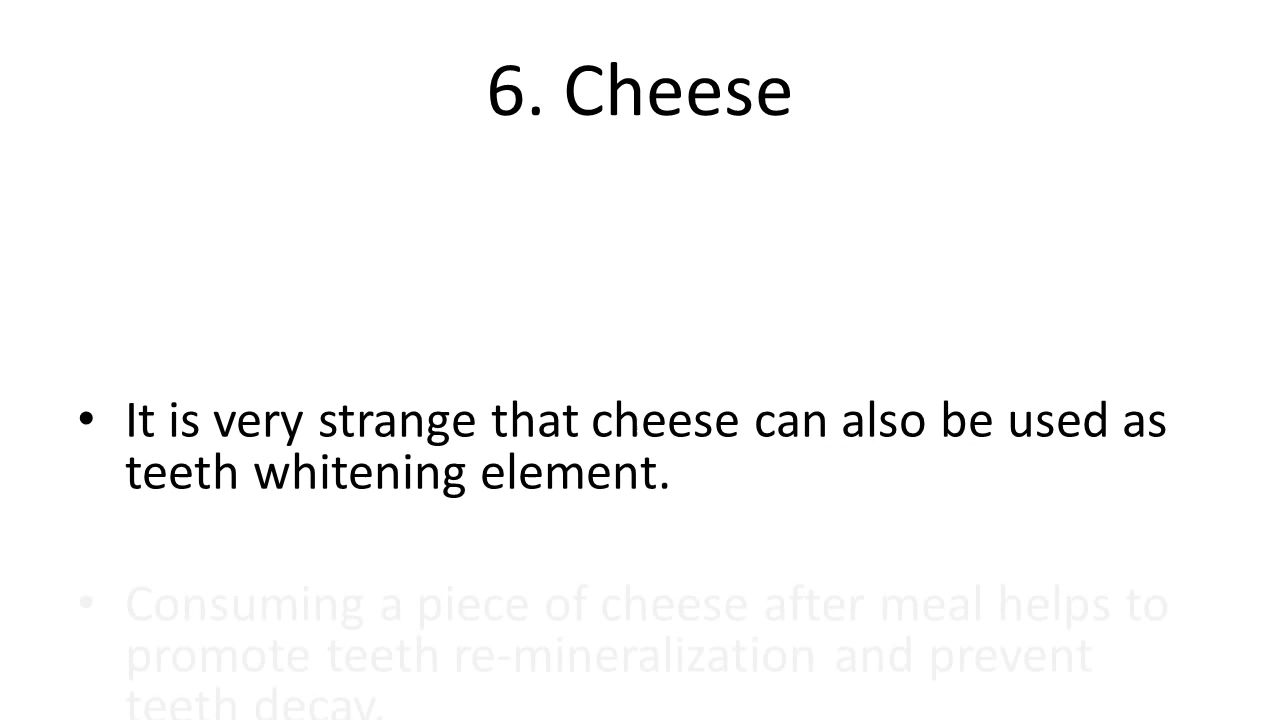 6. Cheese
• It is very strange that cheese can also be used as
teeth whitening element.
• Consuming a piece of cheese after meal helps to
promote teeth re-mineralization and prevent
teeth decay.